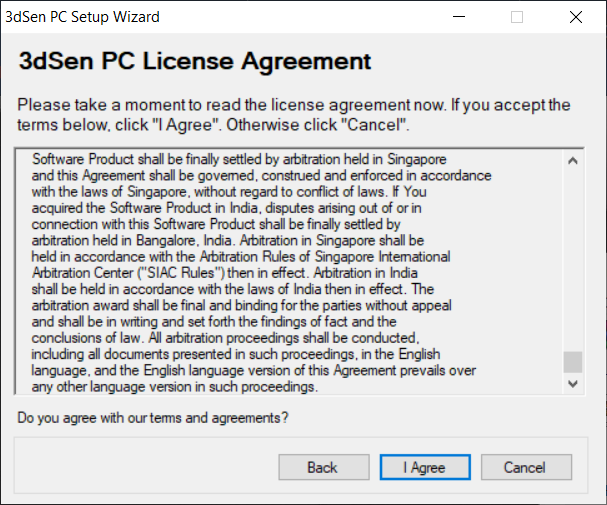 3dSen PC Setup Wizard
3dSen PC License Agreement
Please take a moment to read the license agreement now. If you accept the
terms below, click "I Agree". Otherwise click "Cancel".
Software Product shall be finally settled by arbitration held in Singapore
and this Agreement shall be governed, construed and enforced in accordance
with the laws of Singapore, without regard to conflict of laws. If You
acquired the Software Product in India, disputes arising out of or in
connection with this Software Product shall be finally settled by
arbitration held in Bangalore, India. Arbitration in Singapore shall be
held in accordance with the Arbitration Rules of Singapore International
Arbitration Center ("SIAC Rules") then in effect. Arbitration in India
shall be held in accordance with the laws of India then in effect. The
arbitration award shall be final and binding for the parties without appeal
and shall be in writing and set forth the findings of fact and the
conclusions of law. All arbitration proceedings shall be conducted,
including all documents presented in such proceedings, in the English
language, and the English language version of this Agreement prevails over
any other language version in such proceedings.
Do you agree with our terms and agreements?
Back
I Agree
Cancel